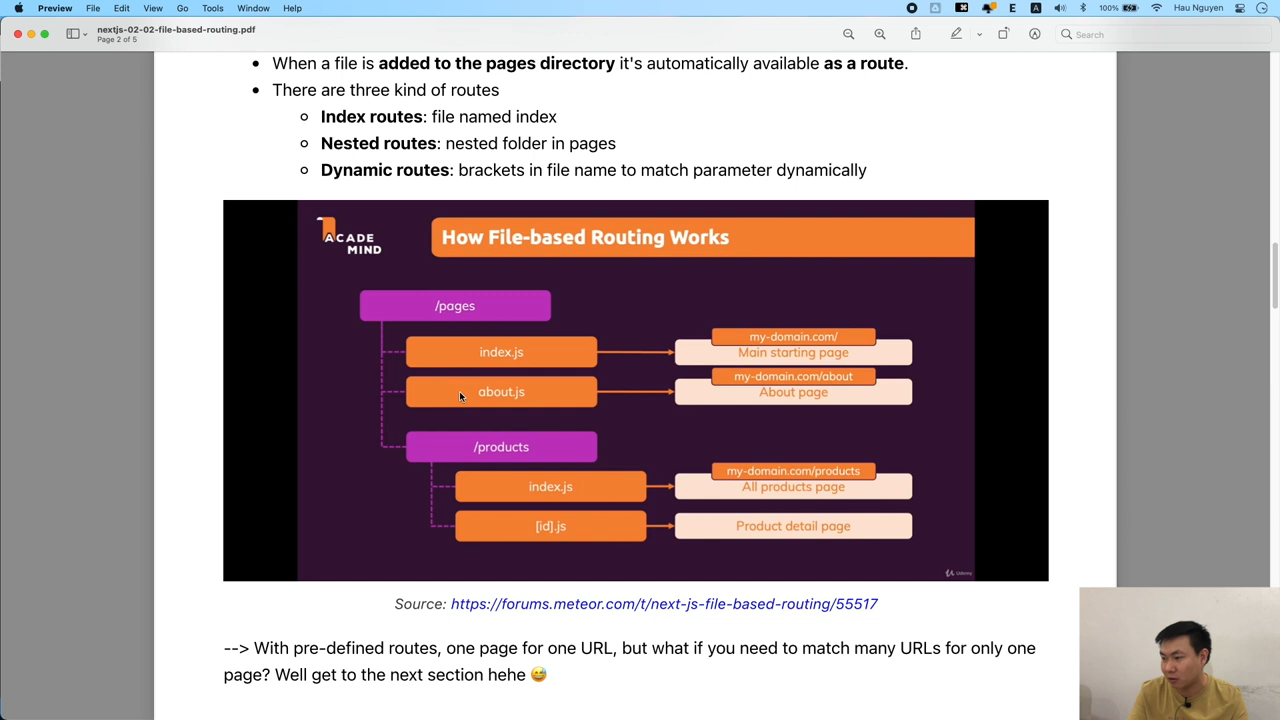 Preview File Edit View Go Tools Window Help E A 100% Hau Nguyen
nextjs-02-02-file-based-routing.pdf
Page 2 of 5
Search
• When a file is added to the pages directory it's automatically available as a route.
• There are three kind of routes
Index routes: file named index
Nested routes: nested folder in pages
Dynamic routes: brackets in file name to match parameter dynamically
ACADE
MIND
How File-based Routing Works
/pages
my-domain.com/
index.js
Main starting page
my-domain.com/about
about.js
About page
/products
my-domain.com/products
index.js
All products page
[id].js
Product detail page
Udemy
Source: https://forums.meteor.com/t/next-js-file-based-routing/55517
--> With pre-defined routes, one page for one URL, but what if you need to match many URLs for only one
page? Well get to the next section hehe 😅